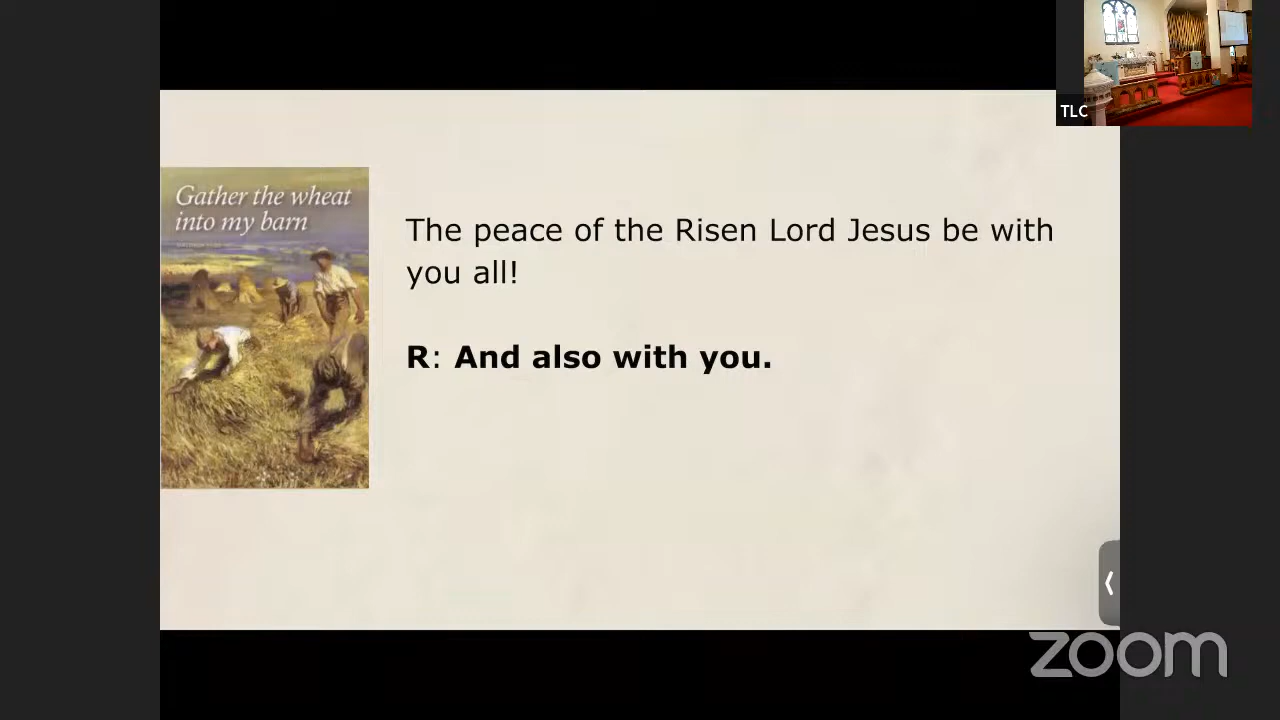 TLC
Gather the wheat
into my barn
The peace of the Risen Lord Jesus be with
you all!
R: And also with you.
zoom